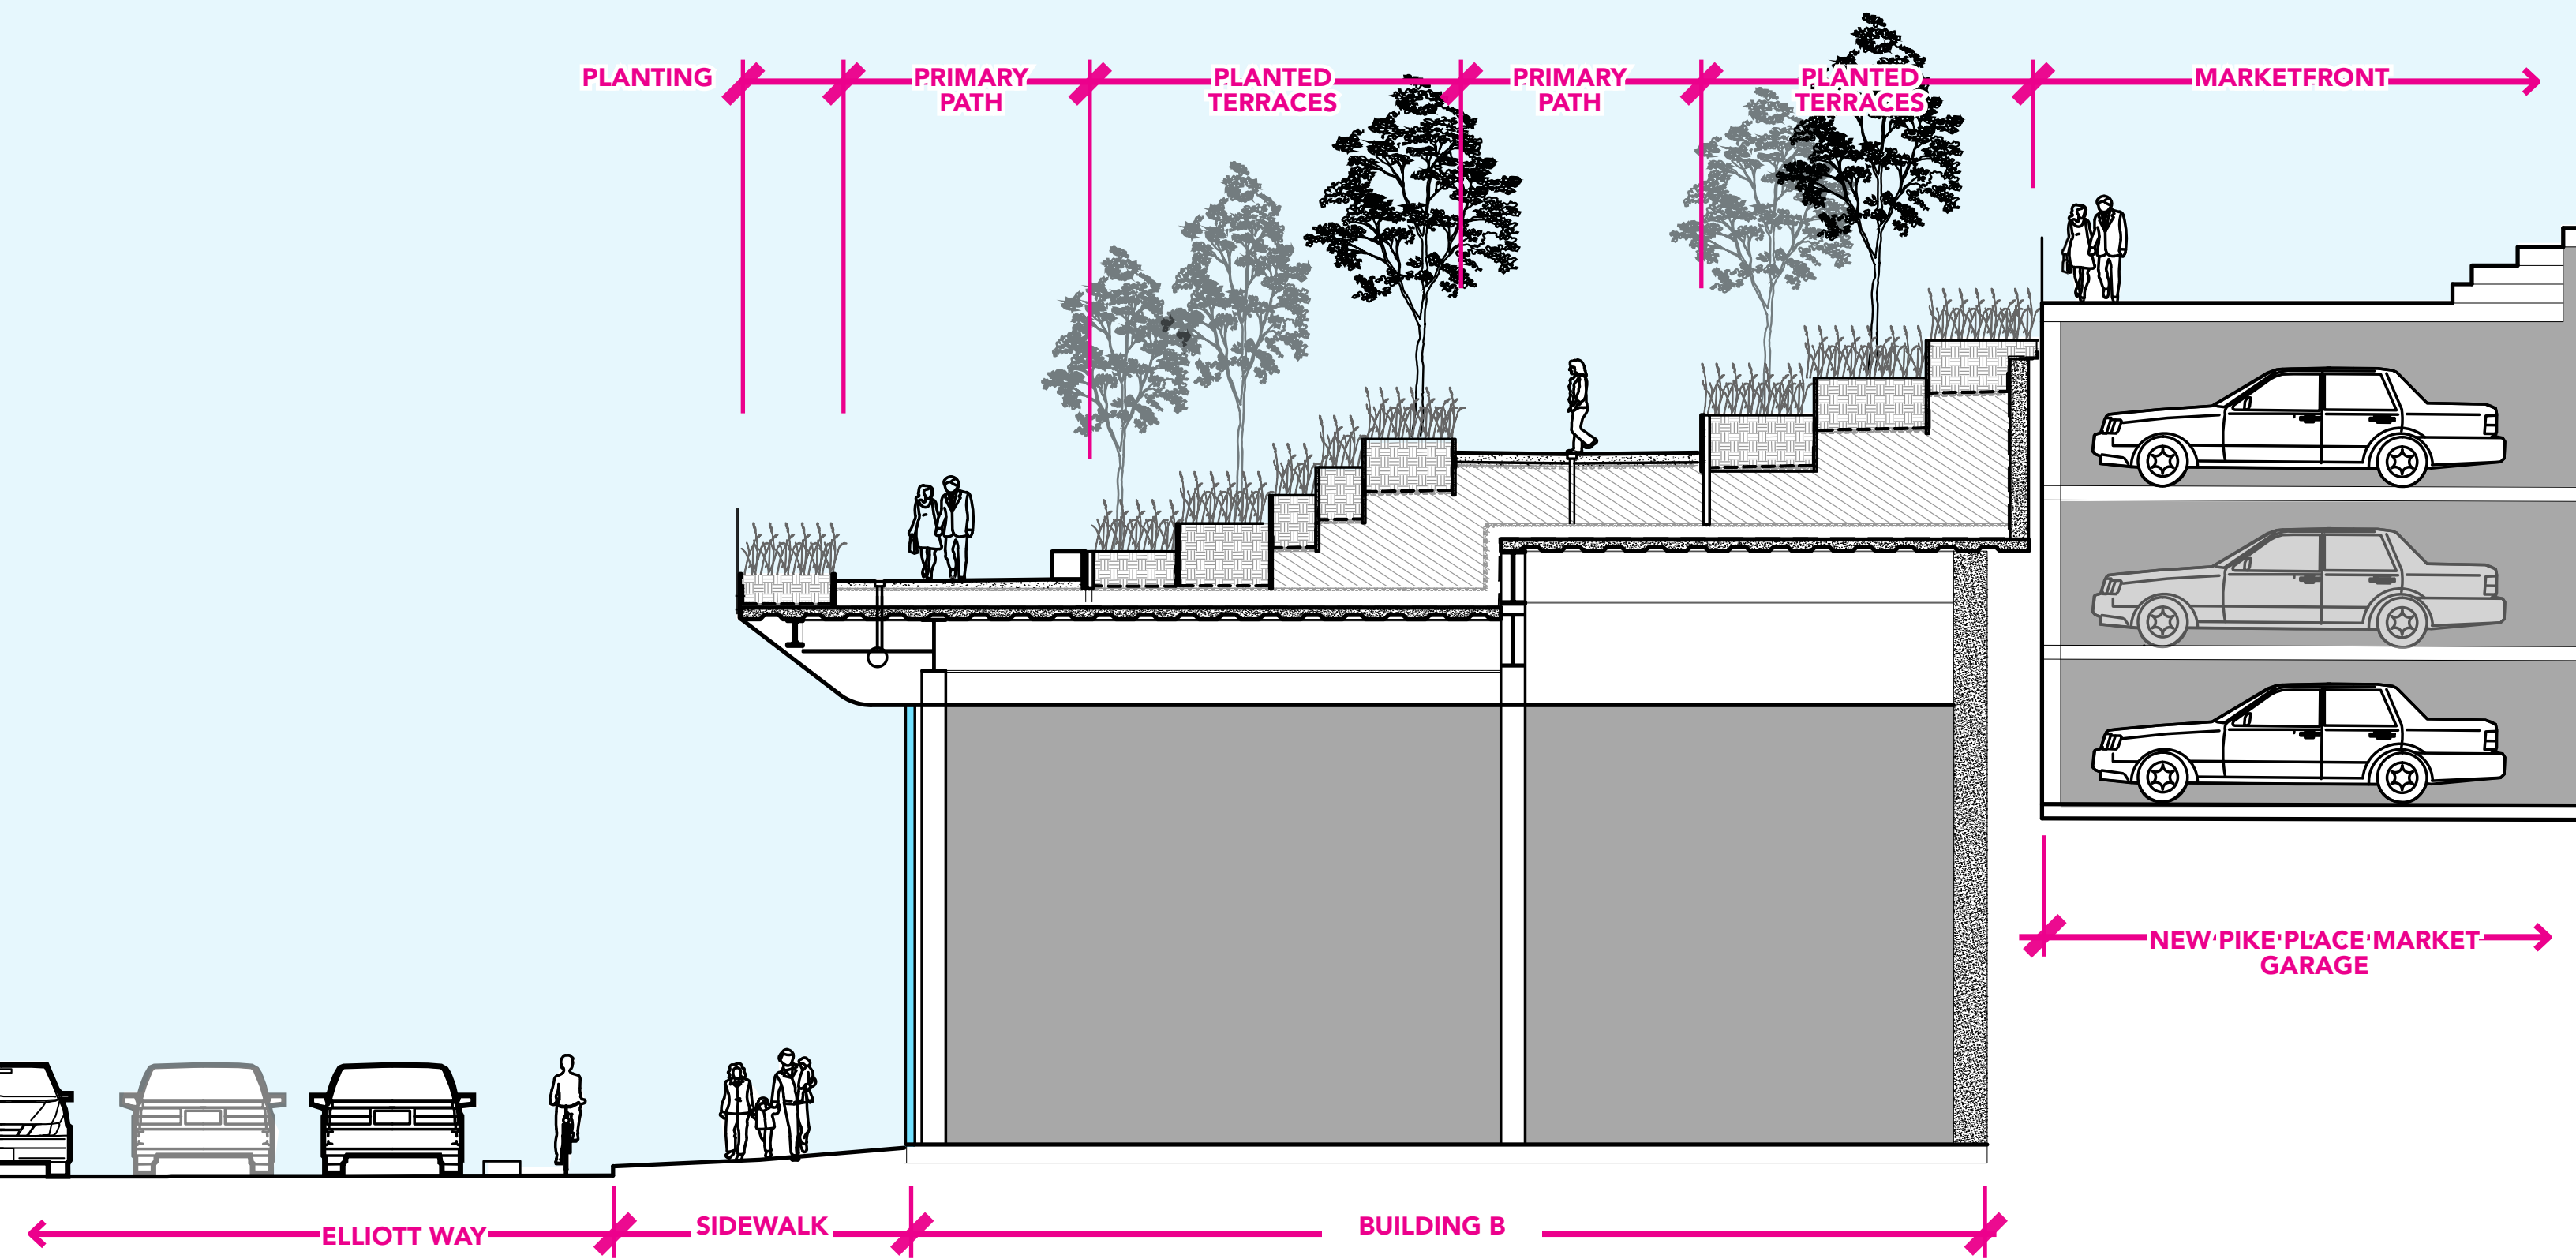 PLANTING
PRIMARY
PATH
PLANTED
TERRACES
PRIMARY
PATH
PLANTED
TERRACES
MARKETFRONT
NEW PIKE PLACE MARKET
GARAGE
ELLIOTT WAY
SIDEWALK
BUILDING B